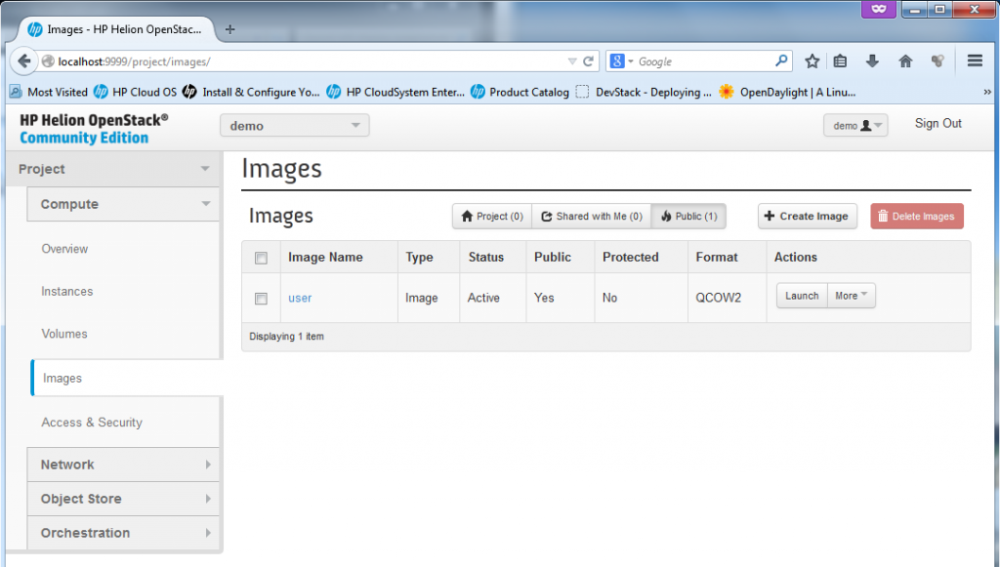 Images - HP Helion OpenStac...
localhost:9999/project/images/
Google
Most Visited HP Cloud OS Install & Configure Yo... HP CloudSystem Enter... Product Catalog DevStack - Deploying ... OpenDaylight | A Linu...
HP Helion OpenStack®
Community Edition
demo
demo
Sign Out
Project
Compute
Overview
Instances
Volumes
Images
Access & Security
Network
Object Store
Orchestration
Images
Images
Project (0) Shared with Me (0) Public (1) Create Image Delete Images
Image Name Type Status Public Protected Format Actions
user Image Active Yes No QCOW2 Launch More
Displaying 1 item